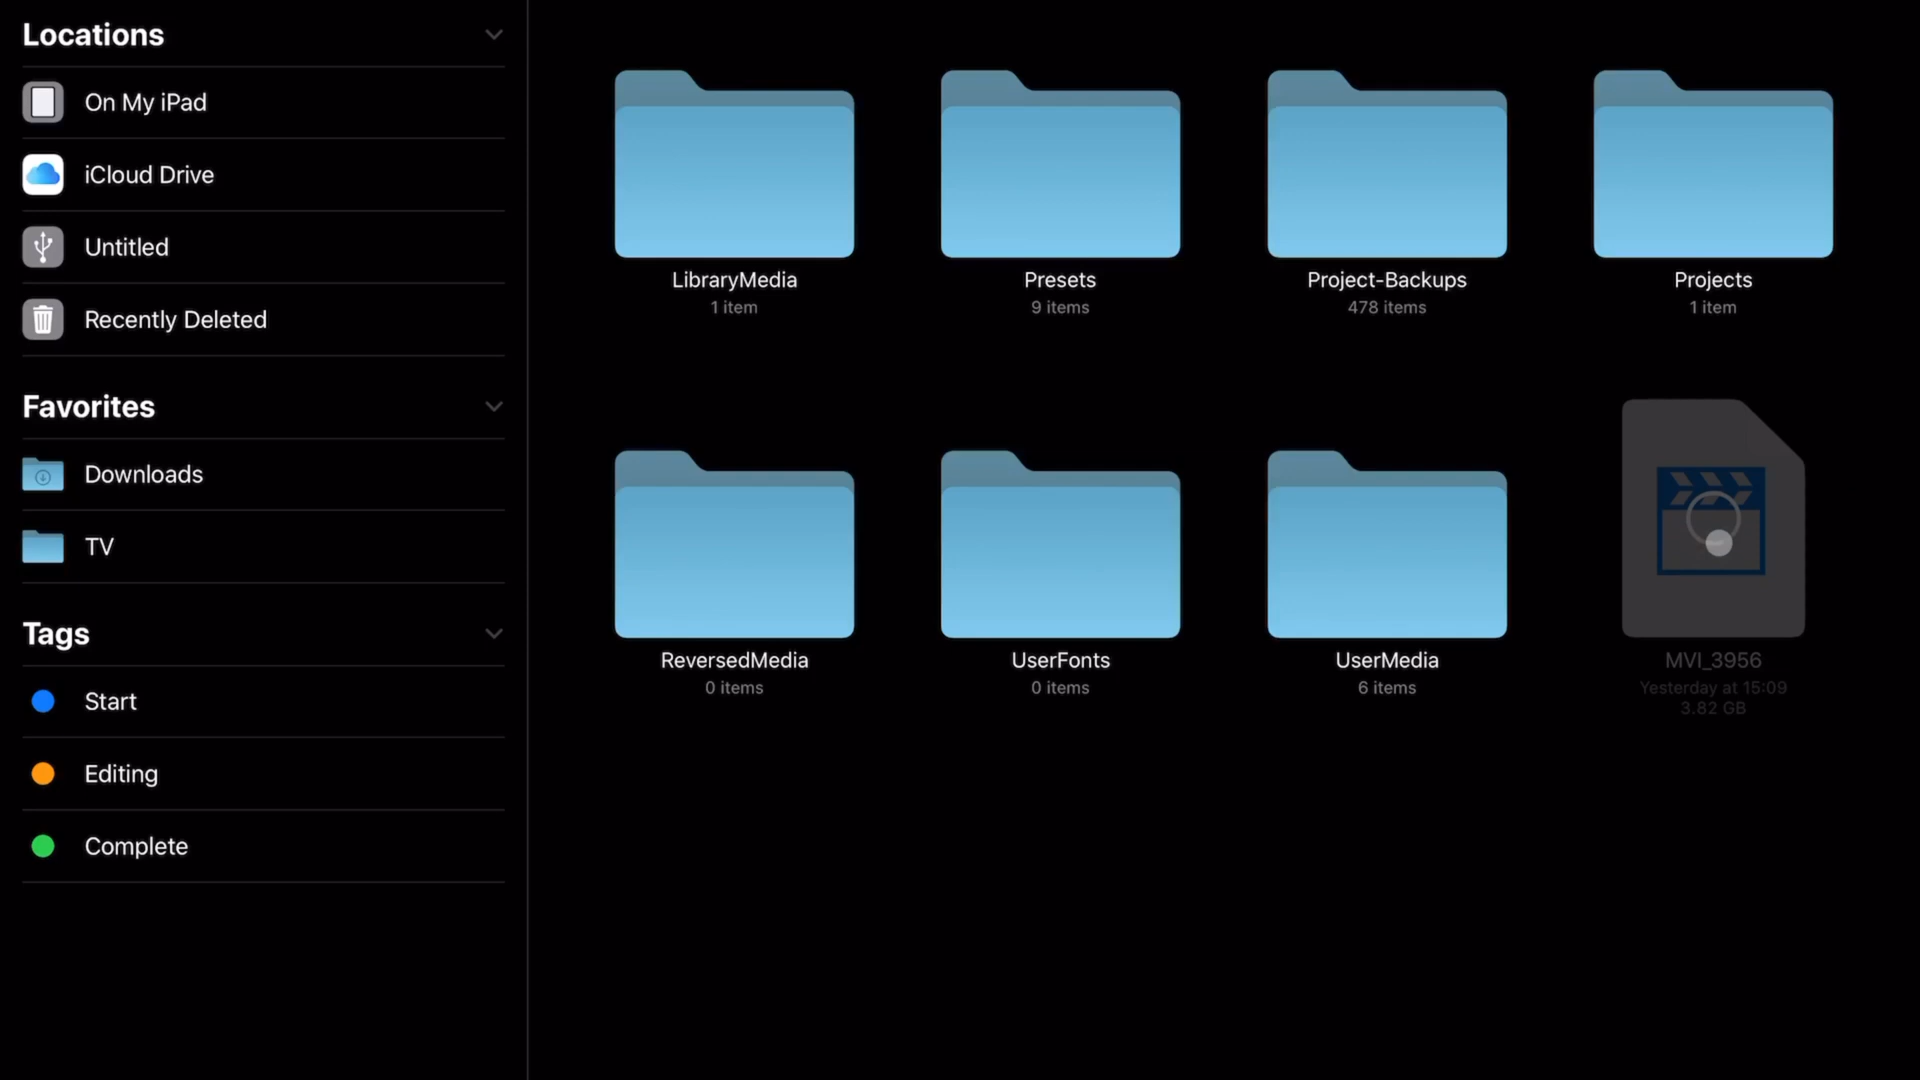 Locations
On My iPad
iCloud Drive
Untitled
Recently Deleted
Favorites
Downloads
TV
Tags
Start
Editing
Complete
LibraryMedia
1 item
Presets
9 items
Project-Backups
478 items
Projects
1 item
ReversedMedia
0 items
UserFonts
0 items
UserMedia
6 items
MVI_3956
Yesterday at 15:09
3.82 GB